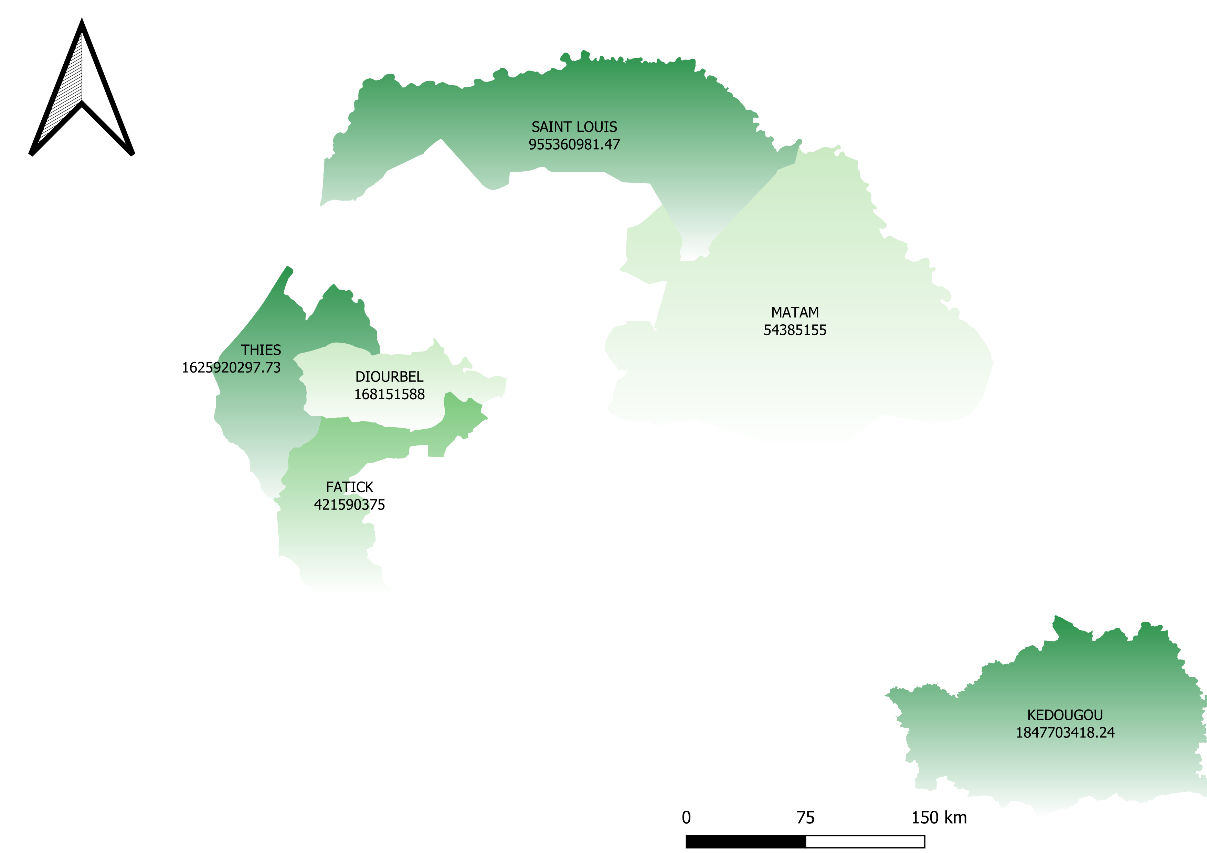 SAINT LOUIS
955360981.47
MATAM
54385155
THIES
1625920297.73
DIOURBEL
168151588
FATICK
421590375
KEDOUGOU
1847703418.24
0 75 150 km